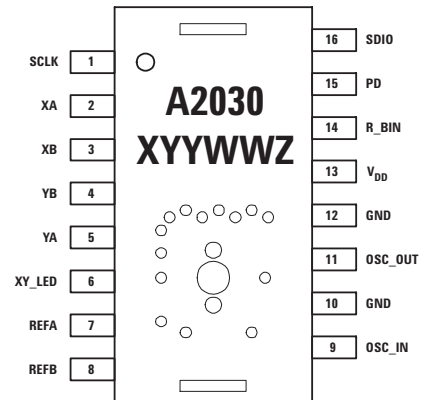 SCLK 1
XA 2
XB 3
YB 4
YA 5
XY_LED 6
REFA 7
REFB 8
A2030
XYYWWZ
16 SDIO
15 PD
14 R_BIN
13 VDD
12 GND
11 OSC_OUT
10 GND
9 OSC_IN